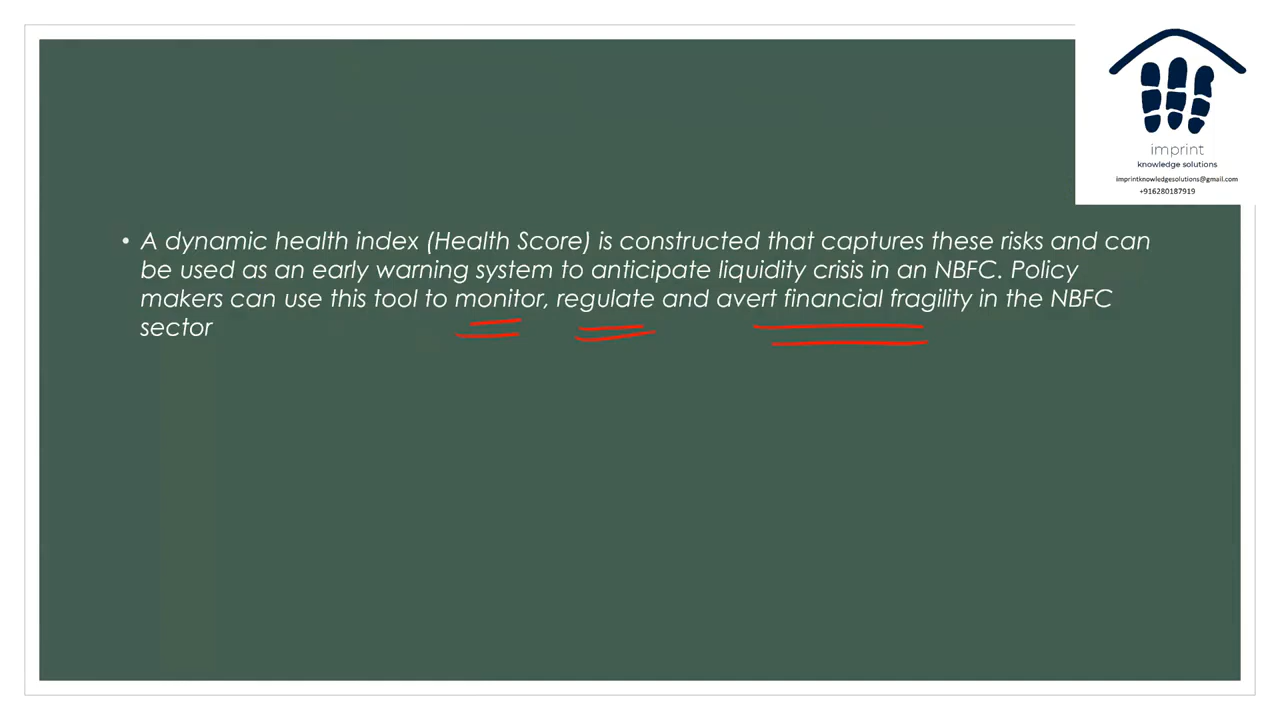 imprint
knowledge solutions
imprintknowledgesolutions@gmail.com
+916280187919
• A dynamic health index (Health Score) is constructed that captures these risks and can
be used as an early warning system to anticipate liquidity crisis in an NBFC. Policy
makers can use this tool to monitor, regulate and avert financial fragility in the NBFC
sector